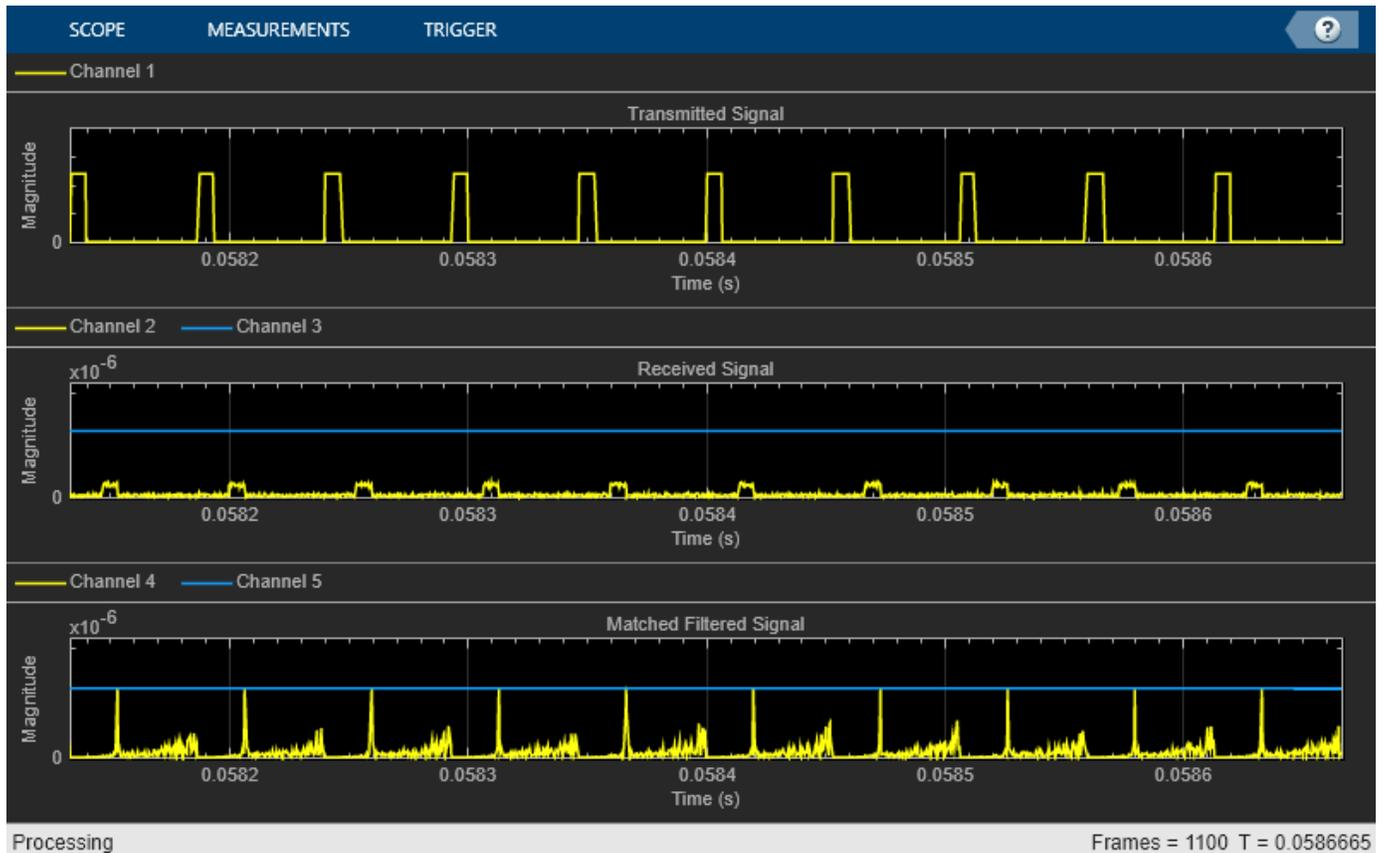 SCOPE MEASUREMENTS TRIGGER ?
Channel 1
Transmitted Signal
Magnitude
0
0.0582 0.0583 0.0584 0.0585 0.0586
Time (s)
Channel 2 Channel 3
x10^-6
Received Signal
Magnitude
0
0.0582 0.0583 0.0584 0.0585 0.0586
Time (s)
Channel 4 Channel 5
x10^-6
Matched Filtered Signal
Magnitude
0
0.0582 0.0583 0.0584 0.0585 0.0586
Time (s)
Processing Frames = 1100 T = 0.0586665